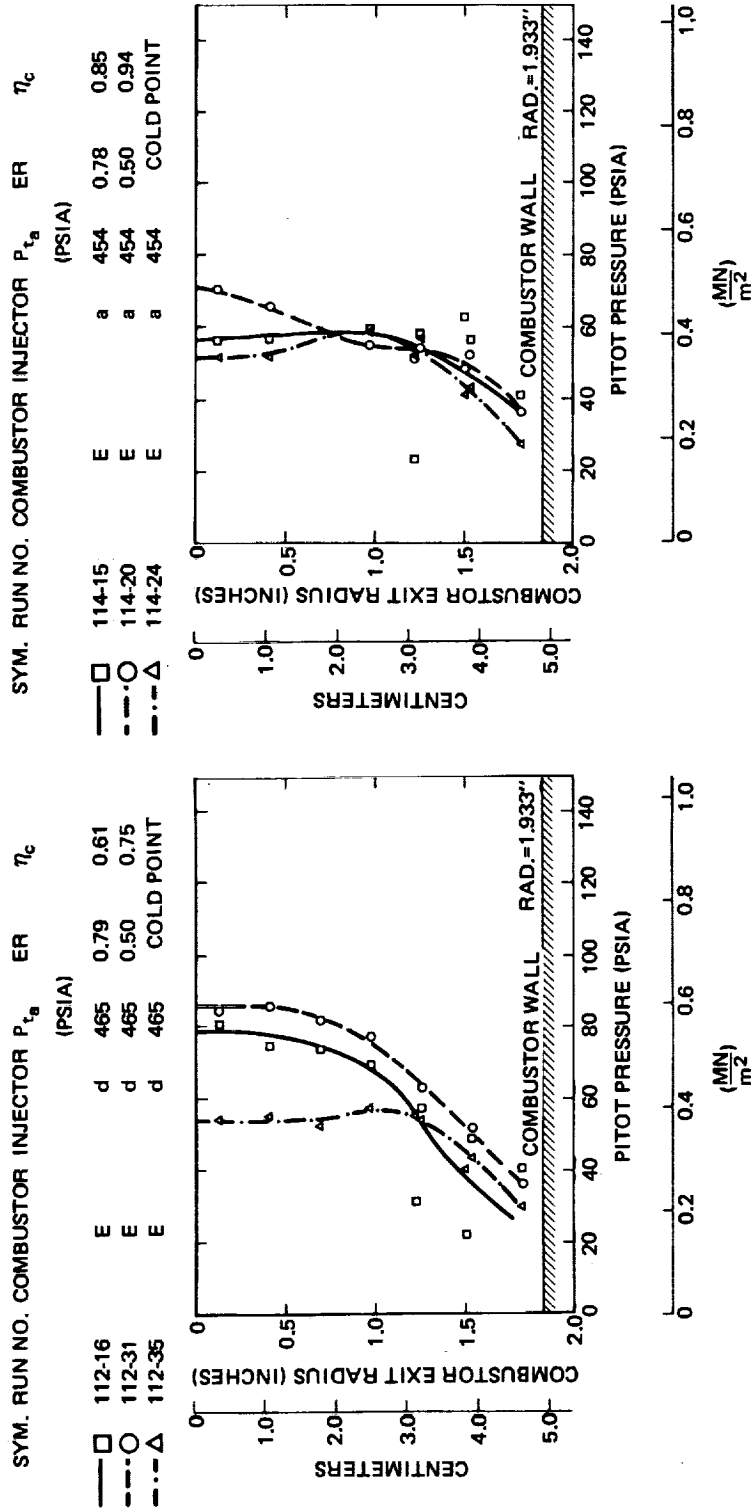 SYM. RUN NO. COMBUSTOR INJECTOR Pta ER ηc
(PSIA)
112-16 E d 465 0.79 0.61
112-31 E d 465 0.50 0.75
112-35 E d 465 COLD POINT
CENTIMETERS
0 1.0 2.0 3.0 4.0 5.0
COMBUSTOR EXIT RADIUS (INCHES)
0 0.5 1.0 1.5 2.0
COMBUSTOR WALL RAD.=1.933"
0 20 40 60 80 100 120 140
PITOT PRESSURE (PSIA)
0 0.2 0.4 0.6 0.8 1.0
(MN/m²)
SYM. RUN NO. COMBUSTOR INJECTOR Pta ER ηc
(PSIA)
114-15 E a 454 0.78 0.85
114-20 E a 454 0.50 0.94
114-24 E a 454 COLD POINT
CENTIMETERS
0 1.0 2.0 3.0 4.0 5.0
COMBUSTOR EXIT RADIUS (INCHES)
0 0.5 1.0 1.5 2.0
COMBUSTOR WALL RAD.=1.933"
0 20 40 60 80 100 120 140
PITOT PRESSURE (PSIA)
0 0.2 0.4 0.6 0.8 1.0
(MN/m²)